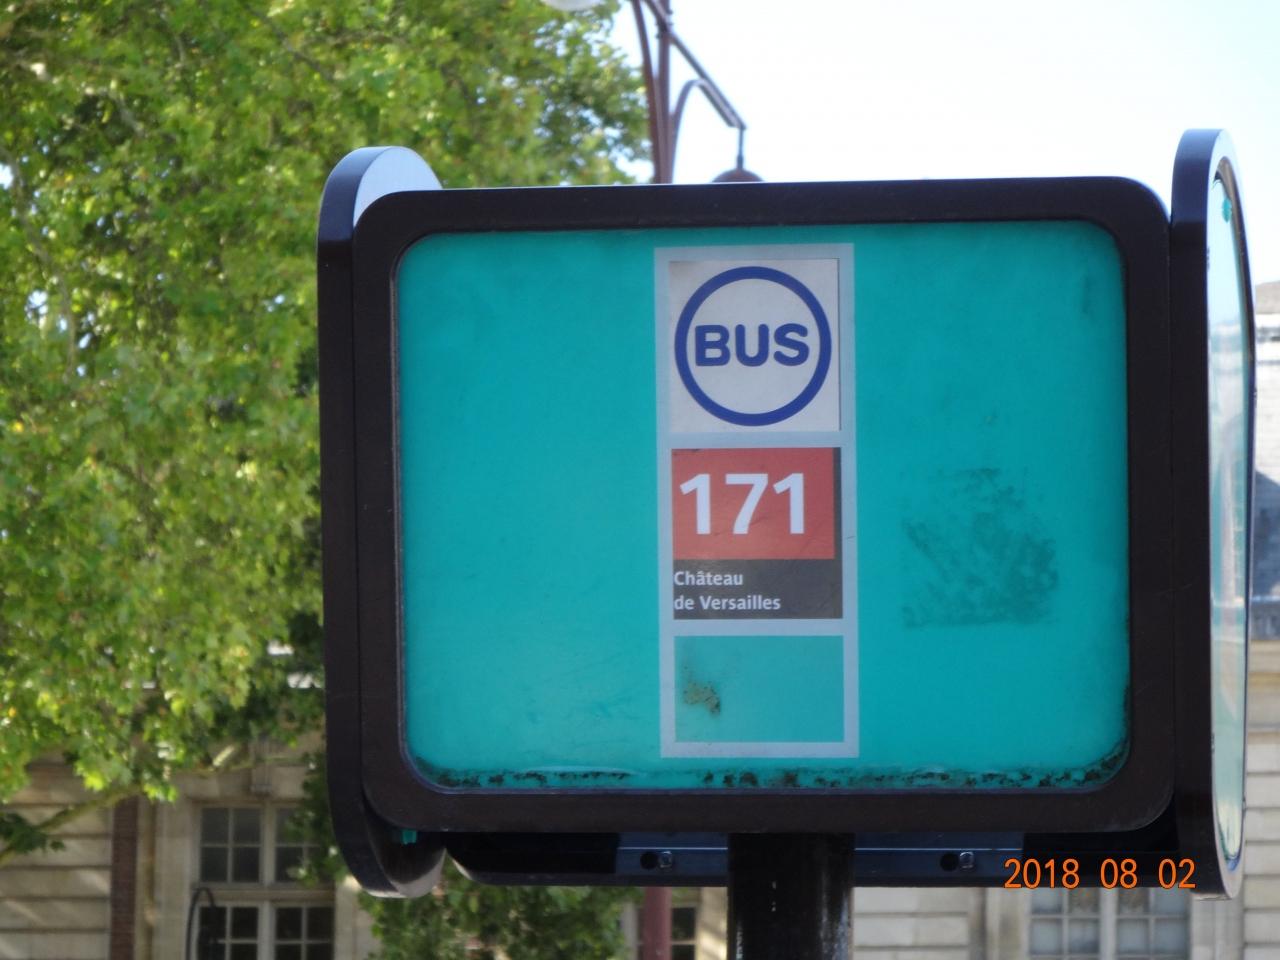 BUS
171
Château
de Versailles
2018 08 02